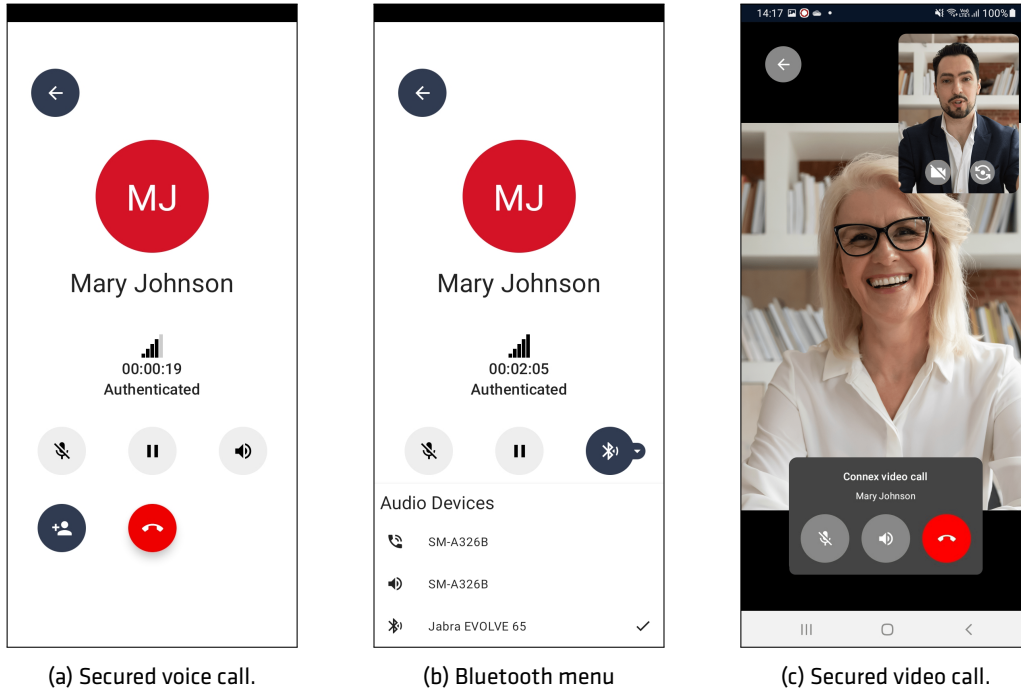 MJ
Mary Johnson
00:00:19
Authenticated
(a) Secured voice call.
MJ
Mary Johnson
00:02:05
Authenticated
Audio Devices
SM-A326B
SM-A326B
Jabra EVOLVE 65
(b) Bluetooth menu
14:17 100%
Connex video call
Mary Johnson
(c) Secured video call.